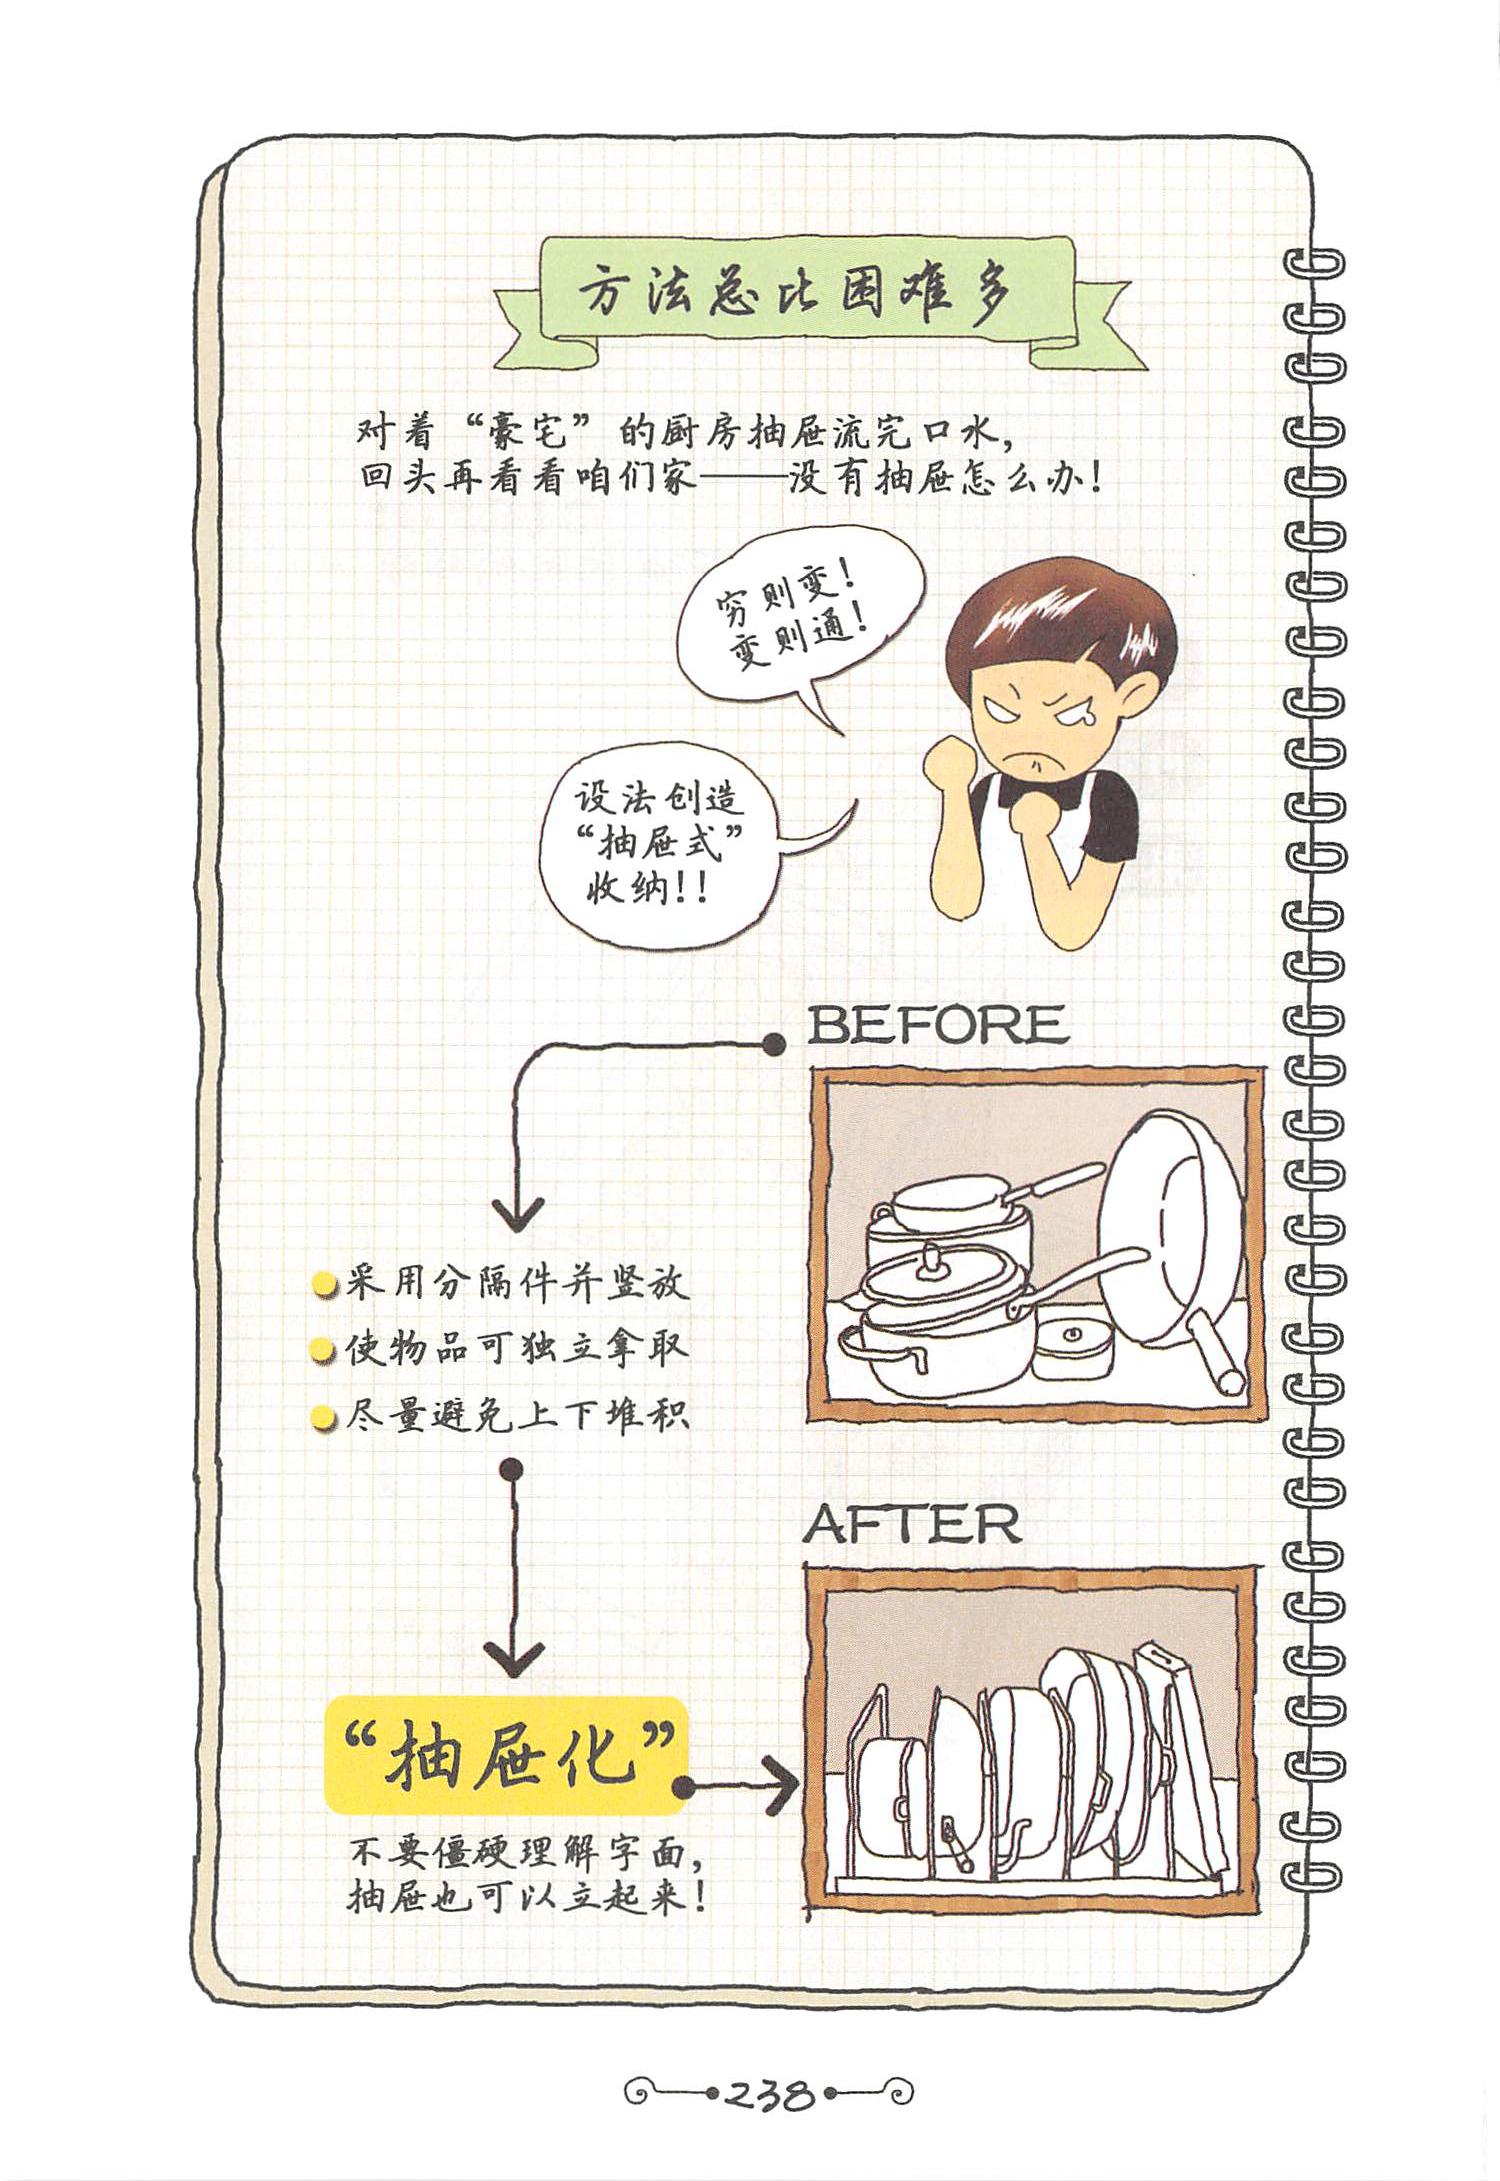 方法总比困难多
对着“豪宅”的厨房抽屉流完口水，
回头再看看咱们家——没有抽屉怎么办！
穷则变！
变则通！
设法创造
“抽屉式”
收纳！！
BEFORE
采用分隔件并竖放
使物品可独立拿取
尽量避免上下堆积
AFTER
“抽屉化”
不要僵硬理解字面，
抽屉也可以立起来！
238